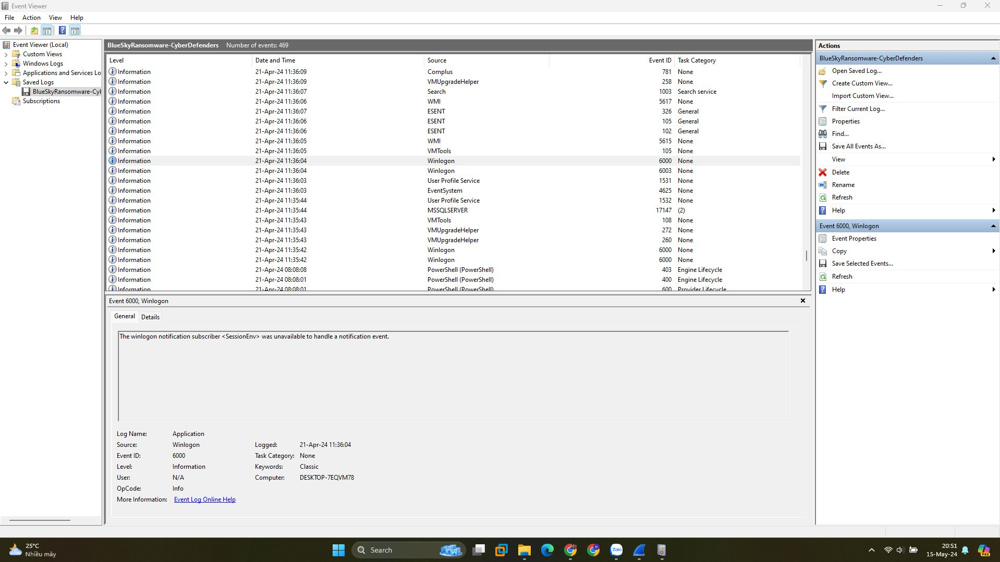 Event Viewer
File Action View Help
Event Viewer (Local)
Custom Views
Windows Logs
Applications and Services Lo
Saved Logs
BlueSkyRansomware-Cyb
Subscriptions
BlueSkyRansomware-CyberDefenders Number of events: 469
Level Date and Time Source Event ID Task Category
Information 21-Apr-24 11:36:09 Complus 781 None
Information 21-Apr-24 11:36:09 VMUpgradeHelper 258 None
Information 21-Apr-24 11:36:07 Search 1003 Search service
Information 21-Apr-24 11:36:06 WMI 5617 None
Information 21-Apr-24 11:36:07 ESENT 326 General
Information 21-Apr-24 11:36:06 ESENT 105 General
Information 21-Apr-24 11:36:06 ESENT 102 General
Information 21-Apr-24 11:36:05 WMI 5615 None
Information 21-Apr-24 11:36:05 VMTools 105 None
Information 21-Apr-24 11:36:04 Winlogon 6000 None
Information 21-Apr-24 11:36:04 Winlogon 6003 None
Information 21-Apr-24 11:36:03 User Profile Service 1531 None
Information 21-Apr-24 11:36:03 EventSystem 4625 None
Information 21-Apr-24 11:35:44 User Profile Service 1532 None
Information 21-Apr-24 11:35:44 MSSQLSERVER 17147 (2)
Information 21-Apr-24 11:35:43 VMTools 108 None
Information 21-Apr-24 11:35:43 VMUpgradeHelper 272 None
Information 21-Apr-24 11:35:43 VMUpgradeHelper 260 None
Information 21-Apr-24 11:35:42 Winlogon 6000 None
Information 21-Apr-24 11:35:42 Winlogon 6000 None
Information 21-Apr-24 08:08:08 PowerShell (PowerShell) 403 Engine Lifecycle
Information 21-Apr-24 08:08:01 PowerShell (PowerShell) 400 Engine Lifecycle
Information 21-Apr-24 08:08:01 PowerShell (PowerShell) 600 Provider Lifecycle
Event 6000, Winlogon
General Details
The winlogon notification subscriber <SessionEnv> was unavailable to handle a notification event.
Log Name: Application
Source: Winlogon Logged: 21-Apr-24 11:36:04
Event ID: 6000 Task Category: None
Level: Information Keywords: Classic
User: N/A Computer: DESKTOP-7EQVM78
OpCode: Info
More Information: Event Log Online Help
Actions
BlueSkyRansomware-CyberDefenders
Open Saved Log...
Create Custom View...
Import Custom View...
Filter Current Log...
Properties
Find...
Save All Events As...
View
Delete
Rename
Refresh
Help
Event 6000, Winlogon
Event Properties
Copy
Save Selected Events...
Refresh
Help
25°C
Nhiều mây
Search
Zalo
20:51
15-May-24
PRE